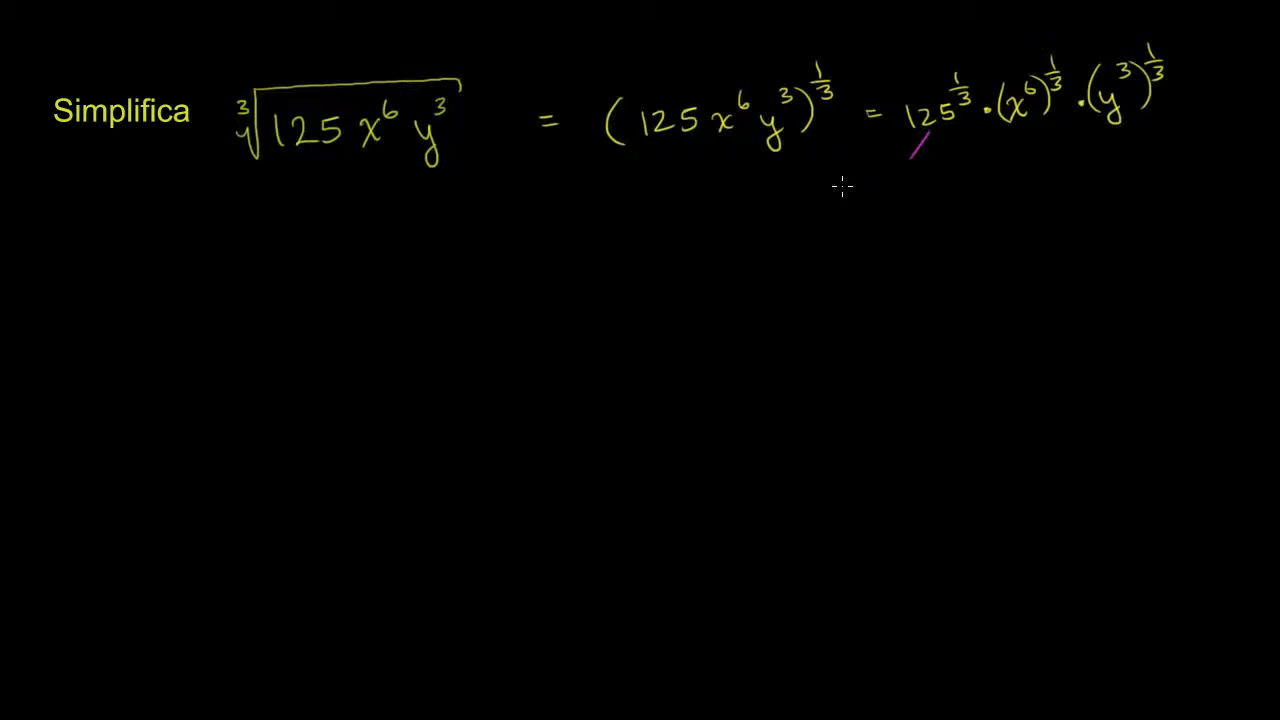 Simplifica ∛(125x⁶y³) = (125x⁶y³)^(1/3) = 125^(1/3) · (x⁶)^(1/3) · (y³)^(1/3)